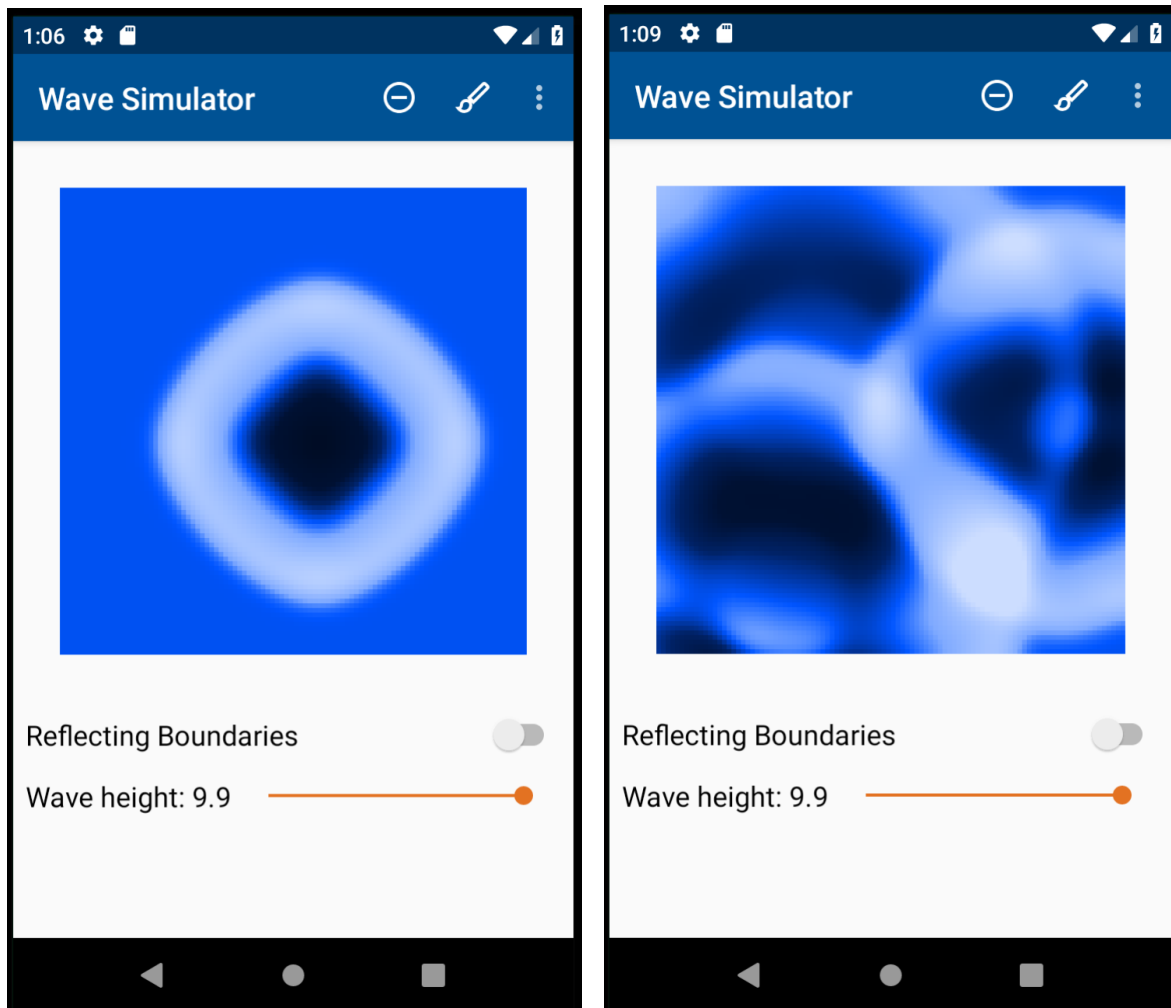 1:06
Wave Simulator
Reflecting Boundaries
Wave height: 9.9
1:09
Wave Simulator
Reflecting Boundaries
Wave height: 9.9